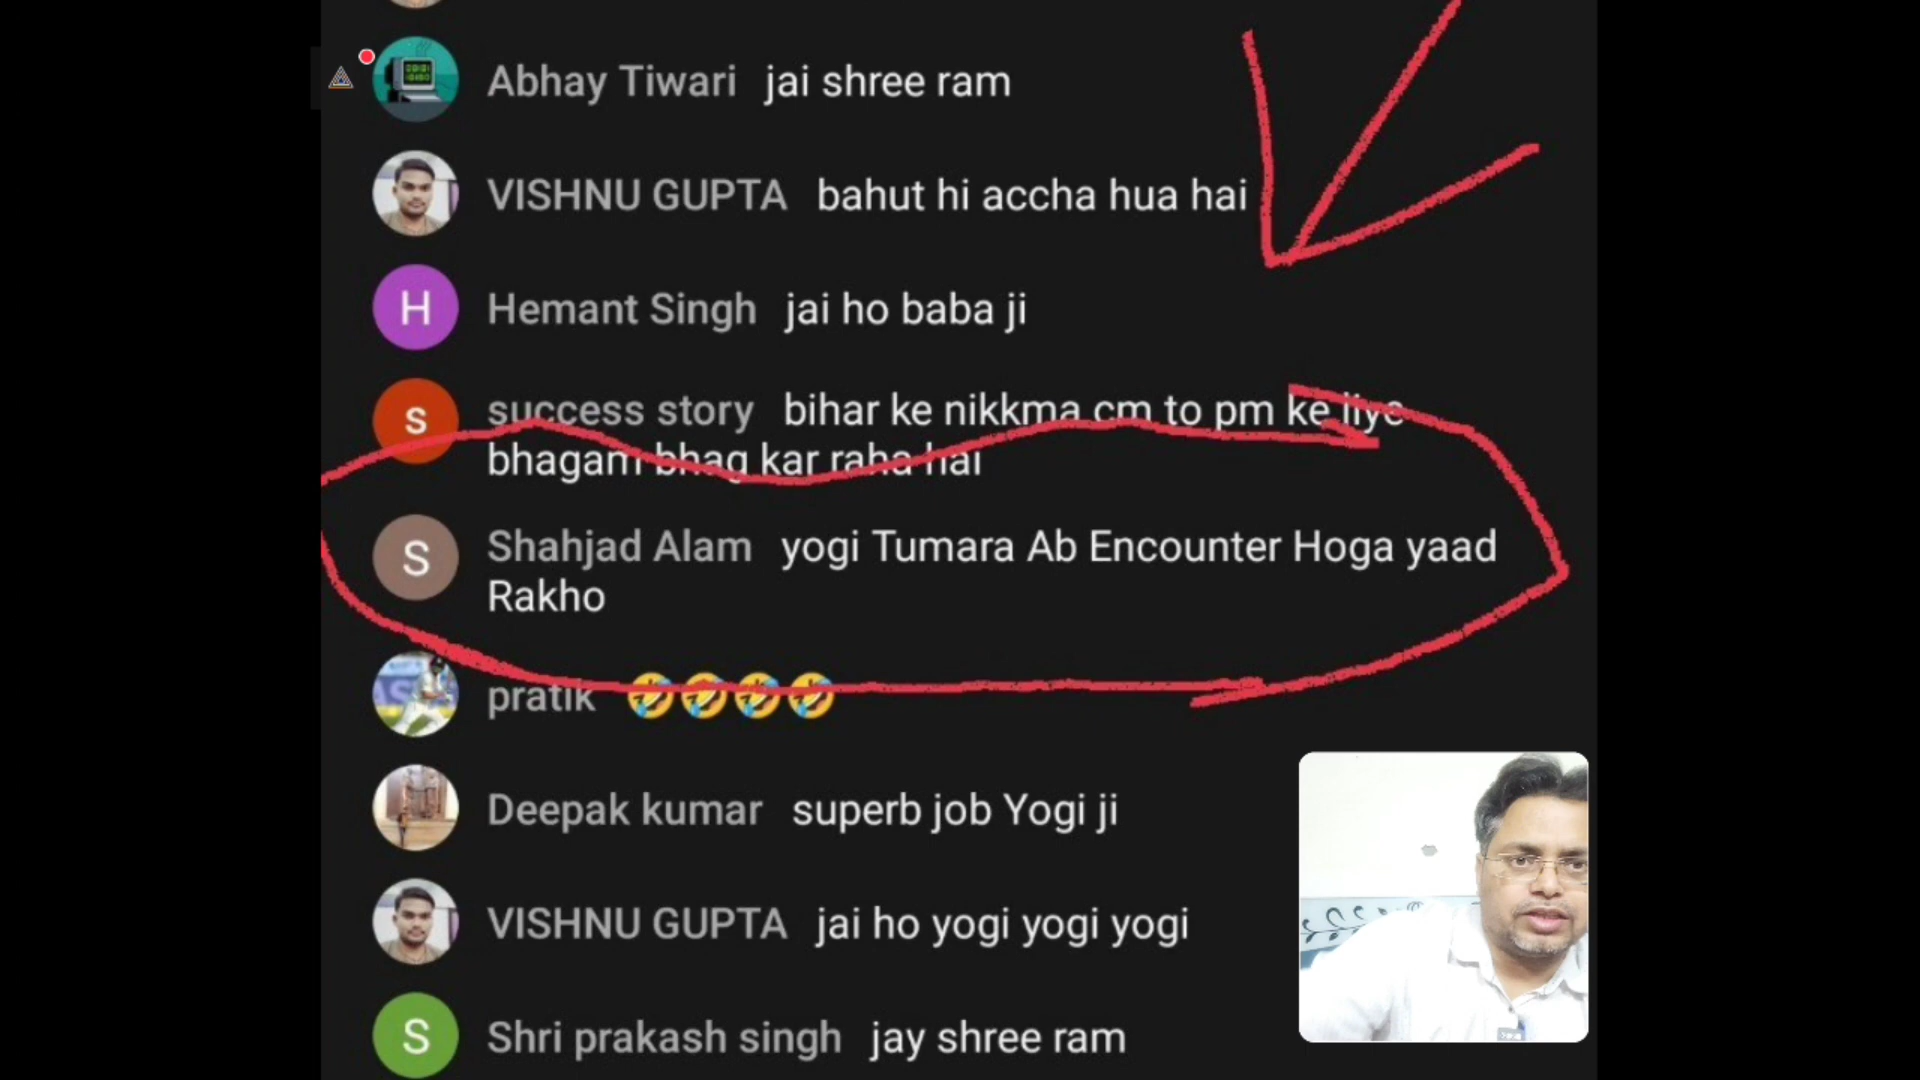 Abhay Tiwari jai shree ram
VISHNU GUPTA bahut hi accha hua hai
H Hemant Singh jai ho baba ji
s success story bihar ke nikkma cm to pm ke liye
bhagam bhag kar raha hai
S Shahjad Alam yogi Tumara Ab Encounter Hoga yaad
Rakho
pratik 🤣🤣🤣🤣
Deepak kumar superb job Yogi ji
VISHNU GUPTA jai ho yogi yogi yogi
S Shri prakash singh jay shree ram